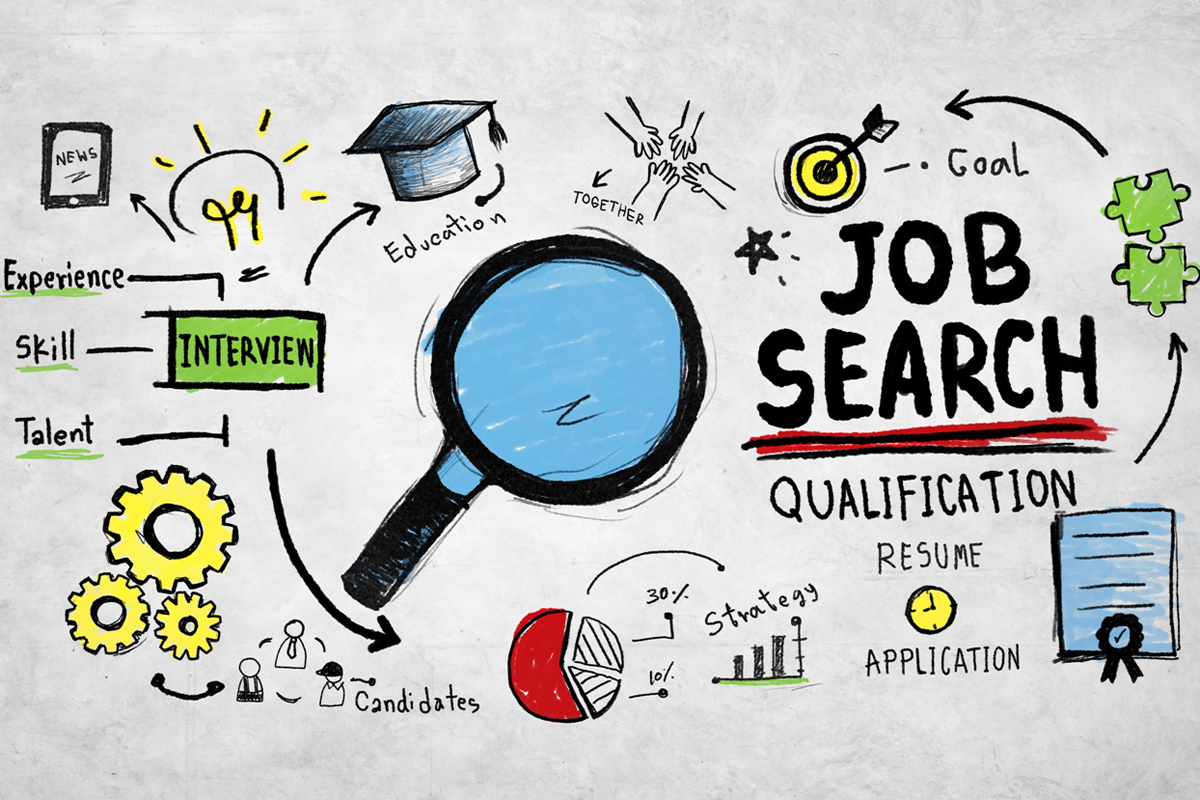 NEWS
Education
TOGETHER
Goal
Experience
Skill
Talent
INTERVIEW
JOB
SEARCH
QUALIFICATION
RESUME
APPLICATION
30%
10%
Strategy
Candidates